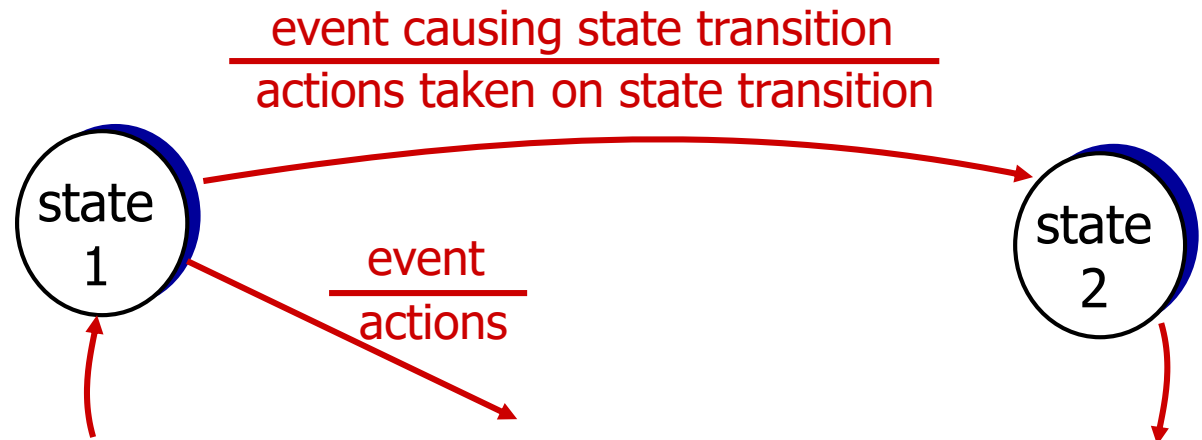 event causing state transition
actions taken on state transition
state
1
state
2
event
actions